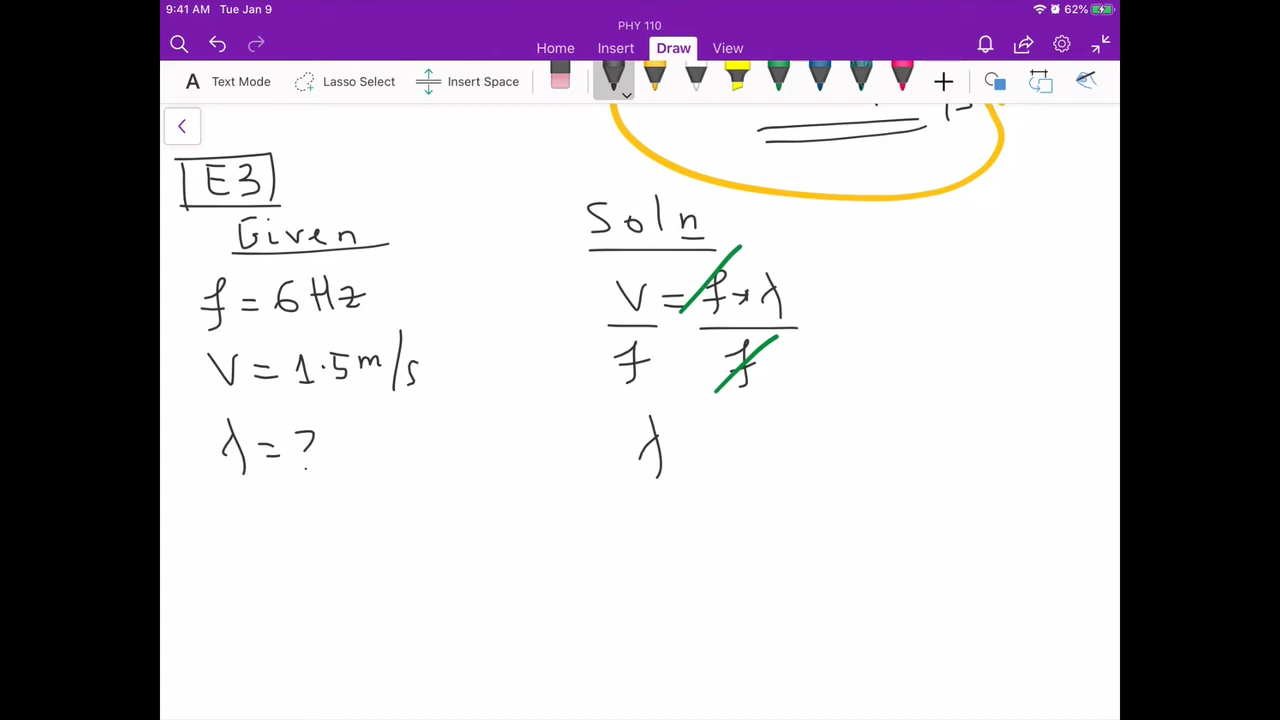 9:41 AM Tue Jan 9
62%
PHY 110
Home Insert Draw View
A Text Mode Lasso Select Insert Space
E3
Given
Soln
f = 6 Hz
V = f * λ
f f
V = 1.5 m/s
λ = ?
λ